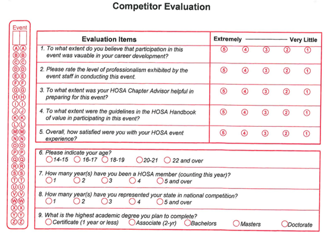 Competitor Evaluation
Event
Evaluation Items
Extremely
Very Little
1. To what extent do you believe that participation in this
event was vauable in your career development?
5 4 3 2 1
2. Please rate the level of professionalism exhibited by the
event staff in conducting this event.
5 4 3 2 1
3. To what extent was your HOSA Chapter Advisor helpful in
preparing for this event?
5 4 3 2 1
4. To what extent were the guidelines in the HOSA Handbook
of value in participating in this event?
5 4 3 2 1
5. Overall, how satisfied were you with your HOSA event
experience?
5 4 3 2 1
6. Please indicate your age?
14-15 16-17 18-19 20-21 22 and over
7. How many year(s) have you been a HOSA member (counting this year)?
1 2 3 4 5 and over
8. How many year(s) have you represented your state in national competition?
1 2 3 4 5 and over
9. What is the highest academic degree you plan to complete?
Certificate (1 year or less) Associate (2-yr) Bachelors Masters Doctorate